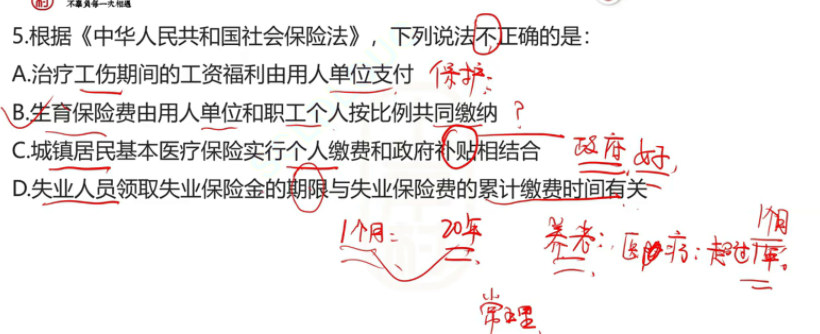 不辜负每一次相遇
5.根据《中华人民共和国社会保险法》，下列说法不正确的是：
A.治疗工伤期间的工资福利由用人单位支付 保护：
B.生育保险费由用人单位和职工个人按比例共同缴纳 ？
C.城镇居民基本医疗保险实行个人缴费和政府补贴相结合 政府 好，
D.失业人员领取失业保险金的期限与失业保险费的累计缴费时间有关
1个月： 20年 养老： 医疗：超过1年。 1个月
常理